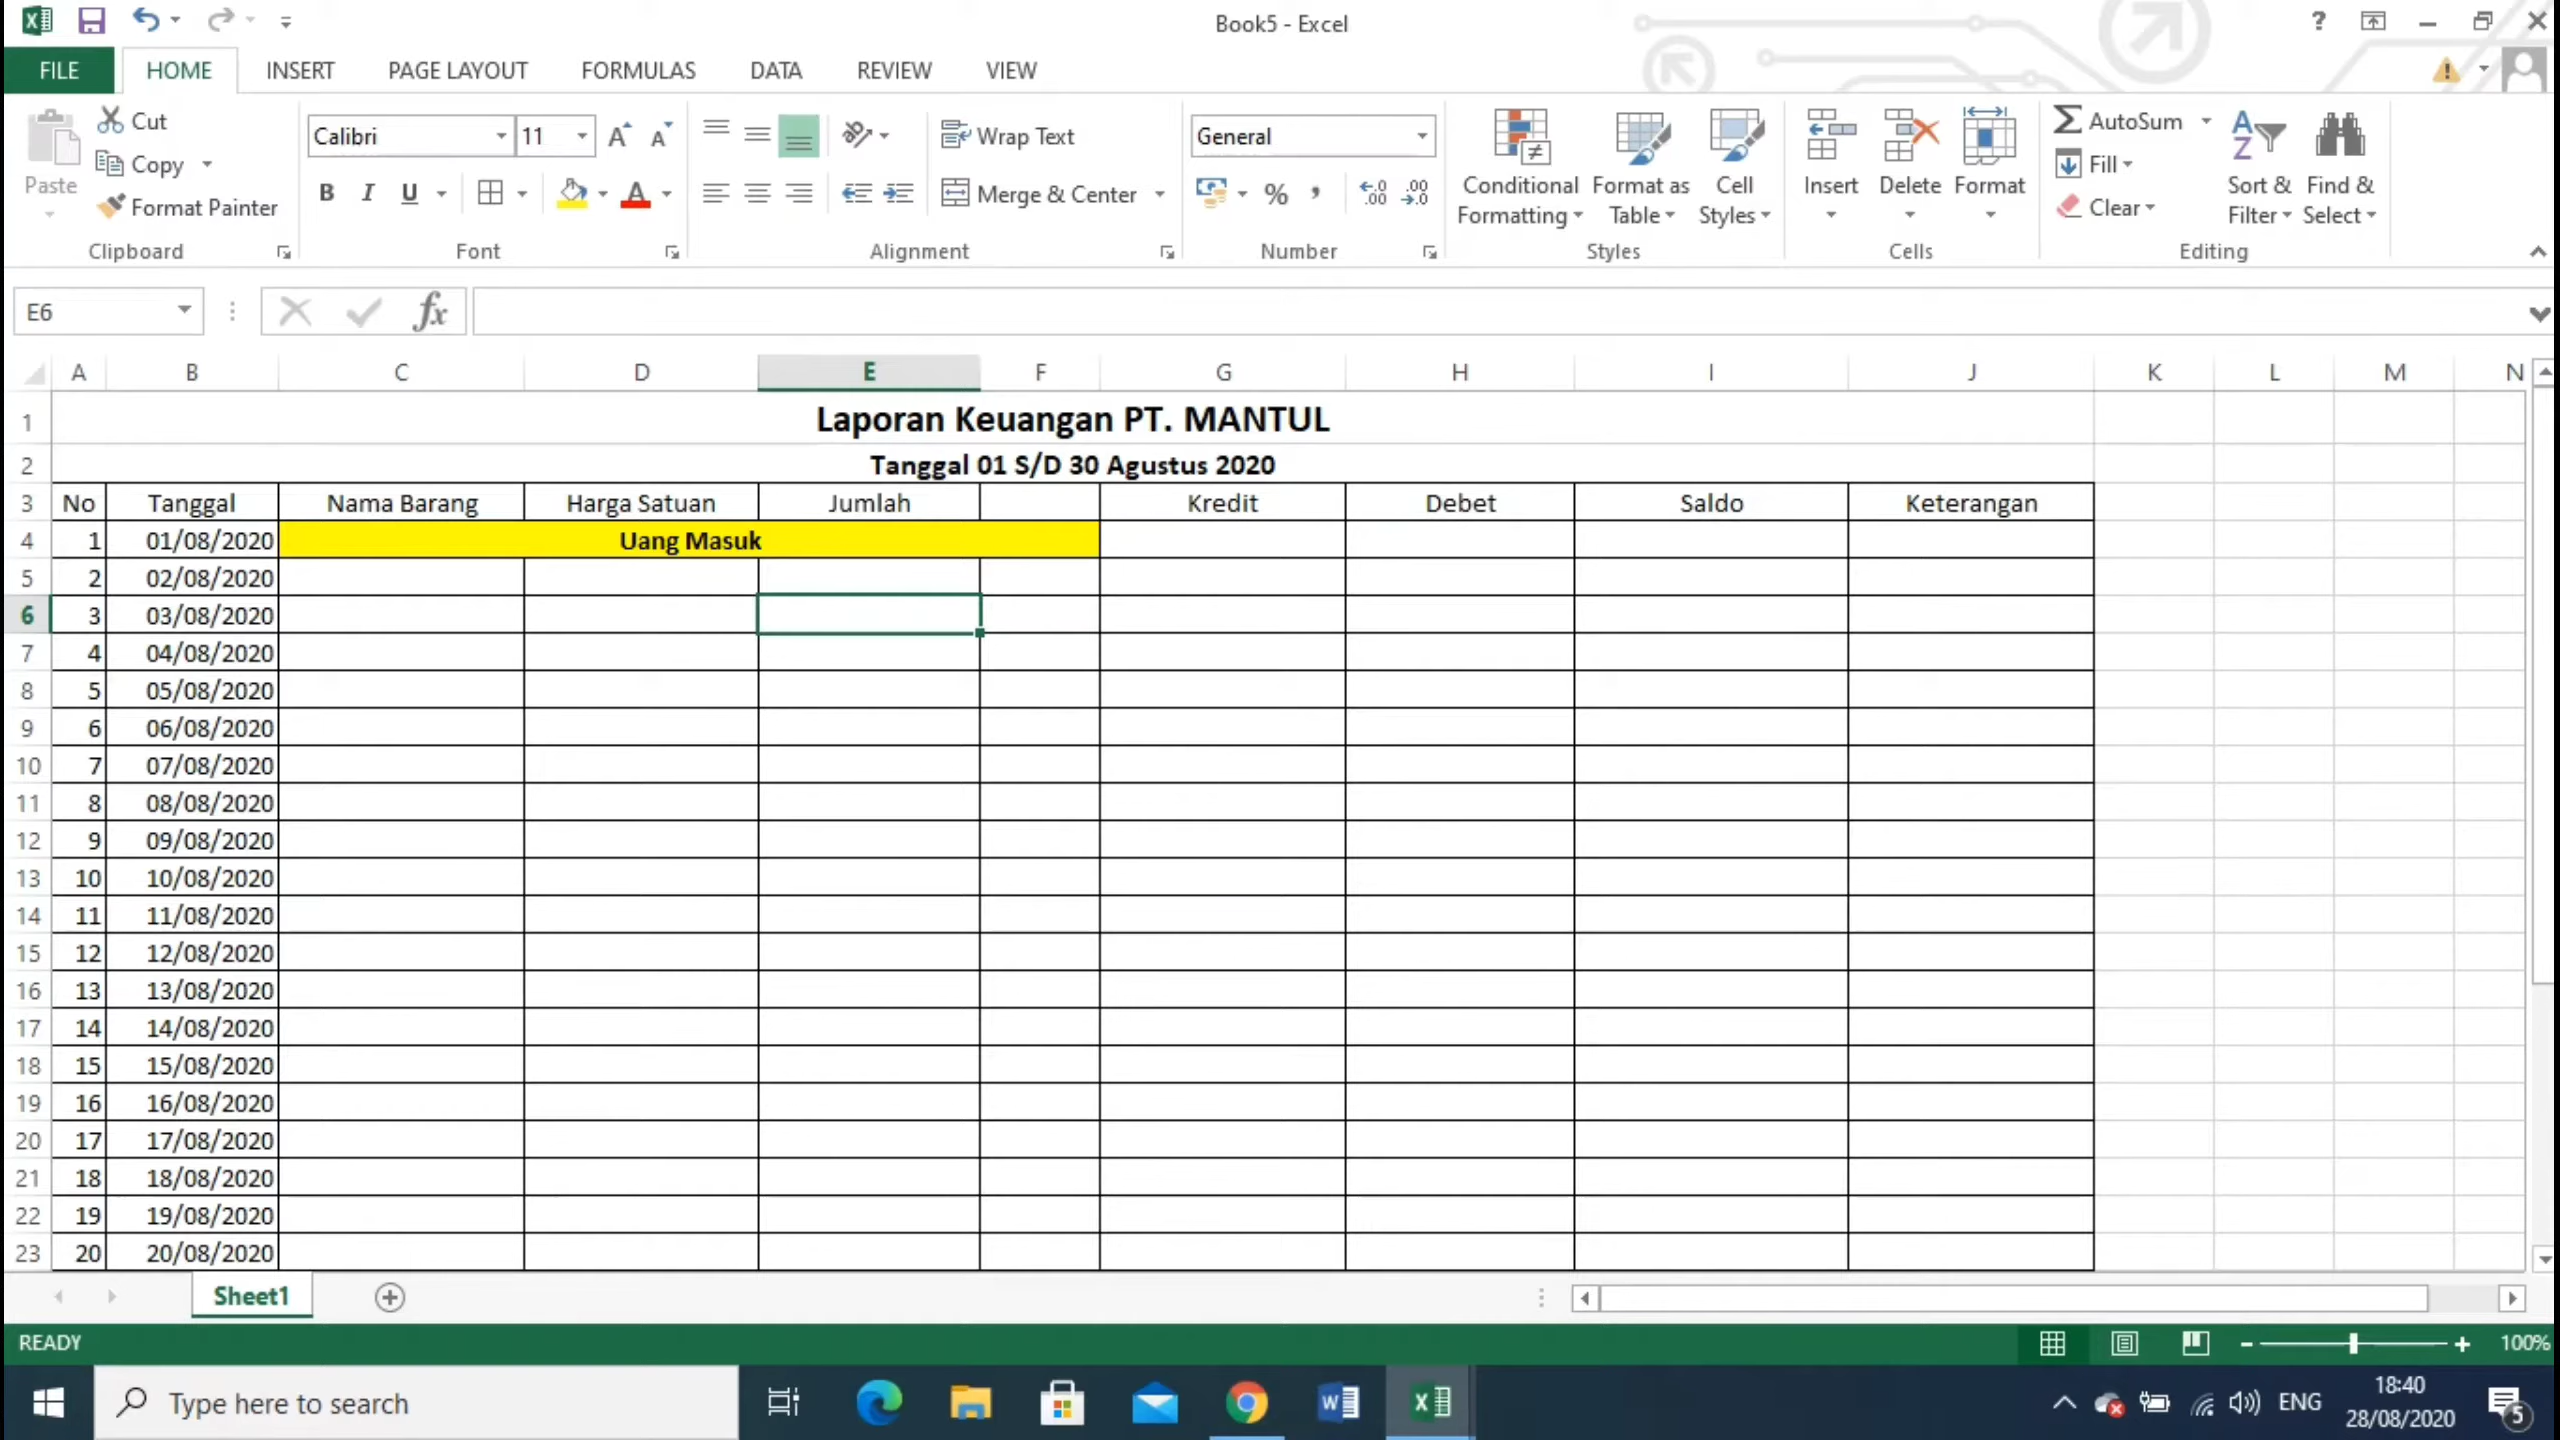 Book5 - Excel
FILE HOME INSERT PAGE LAYOUT FORMULAS DATA REVIEW VIEW
Paste Cut Copy Format Painter
Clipboard
Calibri 11
B I U A
Font
Wrap Text
Merge & Center
Alignment
General
% ,
Number
Conditional Formatting Format as Table Cell Styles
Styles
Insert Delete Format
Cells
AutoSum
Fill
Clear
Sort & Filter Find & Select
Editing
E6 fx
A B C D E F G H I J K L M N
1 Laporan Keuangan PT. MANTUL
2 Tanggal 01 S/D 30 Agustus 2020
3 No Tanggal Nama Barang Harga Satuan Jumlah Kredit Debet Saldo Keterangan
4 1 01/08/2020 Uang Masuk
5 2 02/08/2020
6 3 03/08/2020
7 4 04/08/2020
8 5 05/08/2020
9 6 06/08/2020
10 7 07/08/2020
11 8 08/08/2020
12 9 09/08/2020
13 10 10/08/2020
14 11 11/08/2020
15 12 12/08/2020
16 13 13/08/2020
17 14 14/08/2020
18 15 15/08/2020
19 16 16/08/2020
20 17 17/08/2020
21 18 18/08/2020
22 19 19/08/2020
23 20 20/08/2020
Sheet1
READY 100%
Type here to search
ENG 18:40
28/08/2020 5